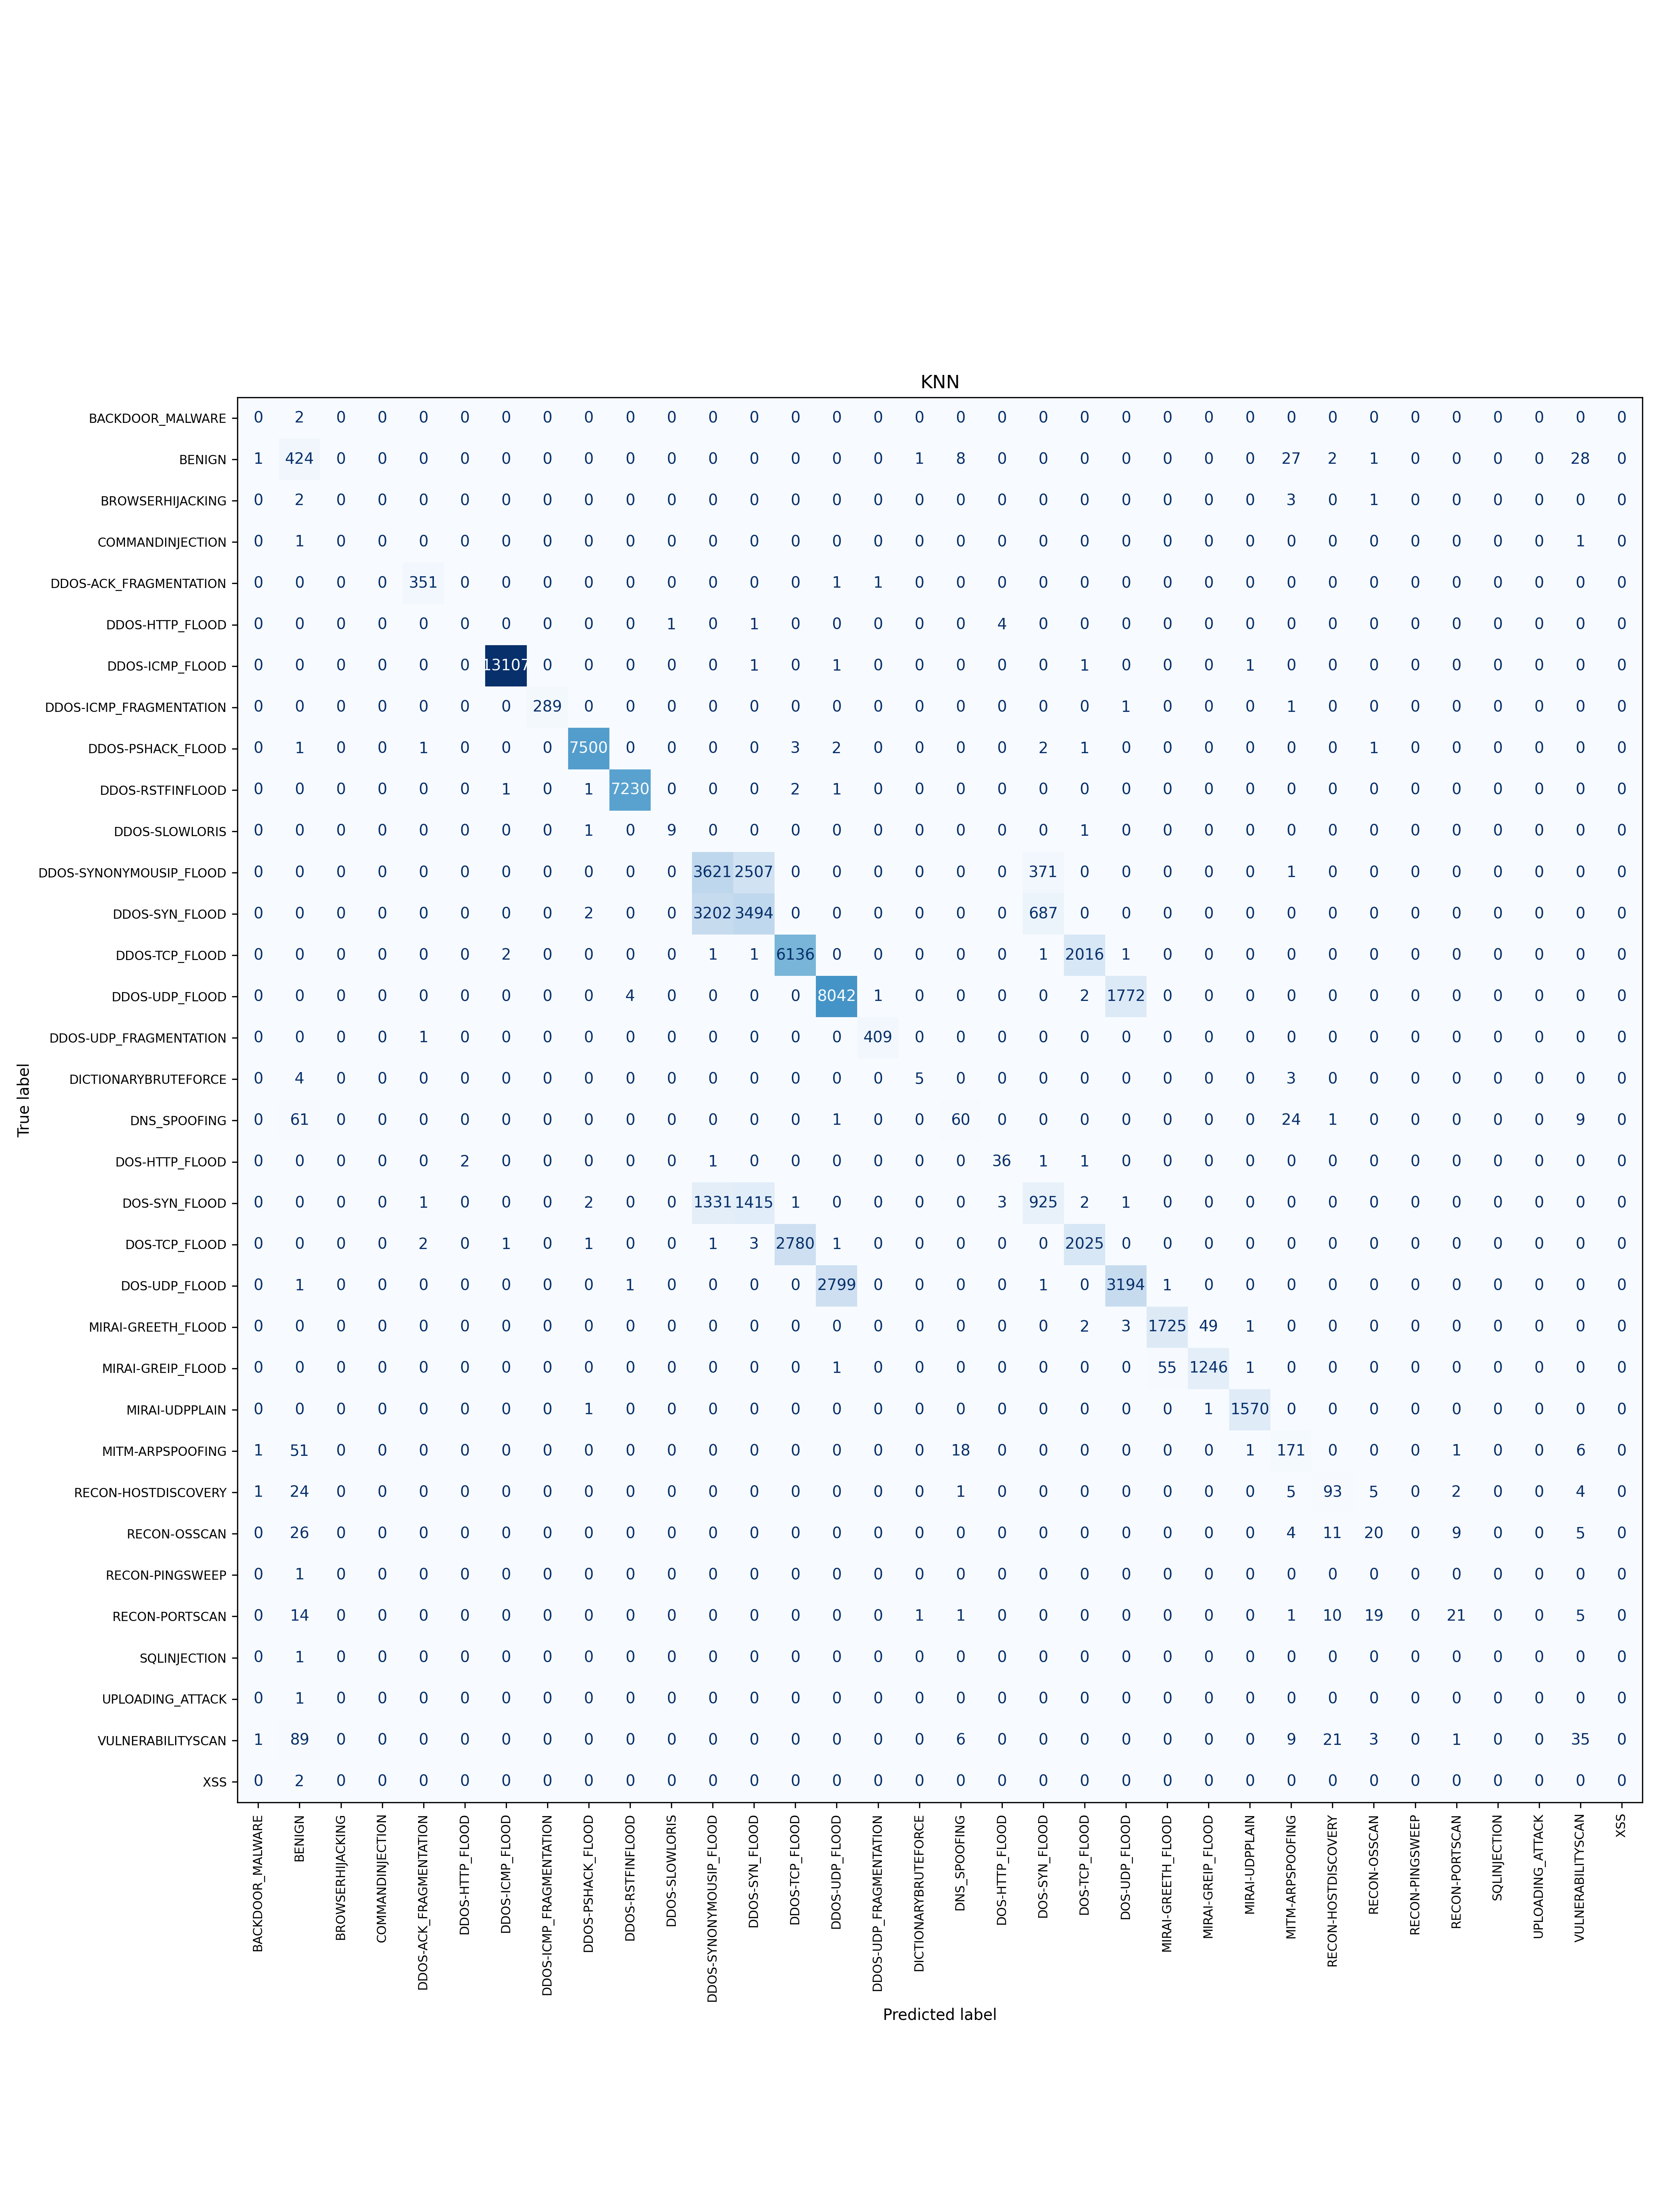 KNN
True label
BACKDOOR_MALWARE 0 2 0 0 0 0 0 0 0 0 0 0 0 0 0 0 0 0 0 0 0 0 0 0 0 0 0 0 0 0 0 0 0 0
BENIGN 1 424 0 0 0 0 0 0 0 0 0 0 0 0 0 0 1 8 0 0 0 0 0 0 0 27 2 1 0 0 0 0 28 0
BROWSERHIJACKING 0 2 0 0 0 0 0 0 0 0 0 0 0 0 0 0 0 0 0 0 0 0 0 0 0 3 0 1 0 0 0 0 0 0
COMMANDINJECTION 0 1 0 0 0 0 0 0 0 0 0 0 0 0 0 0 0 0 0 0 0 0 0 0 0 0 0 0 0 0 0 0 1 0
DDOS-ACK_FRAGMENTATION 0 0 0 0 351 0 0 0 0 0 0 0 0 0 1 1 0 0 0 0 0 0 0 0 0 0 0 0 0 0 0 0 0 0
DDOS-HTTP_FLOOD 0 0 0 0 0 0 0 0 0 0 1 0 1 0 0 0 0 0 4 0 0 0 0 0 0 0 0 0 0 0 0 0 0 0
DDOS-ICMP_FLOOD 0 0 0 0 0 0 13107 0 0 0 0 0 1 0 1 0 0 0 0 0 1 0 0 0 1 0 0 0 0 0 0 0 0 0
DDOS-ICMP_FRAGMENTATION 0 0 0 0 0 0 0 289 0 0 0 0 0 0 0 0 0 0 0 0 0 1 0 0 0 1 0 0 0 0 0 0 0 0
DDOS-PSHACK_FLOOD 0 1 0 0 1 0 0 0 7500 0 0 0 0 3 2 0 0 0 0 2 1 0 0 0 0 0 0 1 0 0 0 0 0 0
DDOS-RSTFINFLOOD 0 0 0 0 0 0 1 0 1 7230 0 0 0 2 1 0 0 0 0 0 0 0 0 0 0 0 0 0 0 0 0 0 0 0
DDOS-SLOWLORIS 0 0 0 0 0 0 0 0 1 0 9 0 0 0 0 0 0 0 0 0 1 0 0 0 0 0 0 0 0 0 0 0 0 0
DDOS-SYNONYMOUSIP_FLOOD 0 0 0 0 0 0 0 0 0 0 0 3621 2507 0 0 0 0 0 0 371 0 0 0 0 0 1 0 0 0 0 0 0 0 0
DDOS-SYN_FLOOD 0 0 0 0 0 0 0 0 2 0 0 3202 3494 0 0 0 0 0 0 687 0 0 0 0 0 0 0 0 0 0 0 0 0 0
DDOS-TCP_FLOOD 0 0 0 0 0 0 2 0 0 0 0 1 1 6136 0 0 0 0 0 1 2016 1 0 0 0 0 0 0 0 0 0 0 0 0
DDOS-UDP_FLOOD 0 0 0 0 0 0 0 0 0 4 0 0 0 0 8042 1 0 0 0 0 2 1772 0 0 0 0 0 0 0 0 0 0 0 0
DDOS-UDP_FRAGMENTATION 0 0 0 0 1 0 0 0 0 0 0 0 0 0 0 409 0 0 0 0 0 0 0 0 0 0 0 0 0 0 0 0 0 0
DICTIONARYBRUTEFORCE 0 4 0 0 0 0 0 0 0 0 0 0 0 0 0 0 5 0 0 0 0 0 0 0 0 3 0 0 0 0 0 0 0 0
DNS_SPOOFING 0 61 0 0 0 0 0 0 0 0 0 0 0 0 1 0 0 60 0 0 0 0 0 0 0 24 1 0 0 0 0 0 9 0
DOS-HTTP_FLOOD 0 0 0 0 0 2 0 0 0 0 0 1 0 0 0 0 0 0 36 1 1 0 0 0 0 0 0 0 0 0 0 0 0 0
DOS-SYN_FLOOD 0 0 0 0 1 0 0 0 2 0 0 1331 1415 1 0 0 0 0 3 925 2 1 0 0 0 0 0 0 0 0 0 0 0 0
DOS-TCP_FLOOD 0 0 0 0 2 0 1 0 1 0 0 1 3 2780 1 0 0 0 0 0 2025 0 0 0 0 0 0 0 0 0 0 0 0 0
DOS-UDP_FLOOD 0 1 0 0 0 0 0 0 0 1 0 0 0 0 2799 0 0 0 0 1 0 3194 1 0 0 0 0 0 0 0 0 0 0 0
MIRAI-GREETH_FLOOD 0 0 0 0 0 0 0 0 0 0 0 0 0 0 0 0 0 0 0 0 2 3 1725 49 1 0 0 0 0 0 0 0 0 0
MIRAI-GREIP_FLOOD 0 0 0 0 0 0 0 0 0 0 0 0 0 0 1 0 0 0 0 0 0 0 55 1246 1 0 0 0 0 0 0 0 0 0
MIRAI-UDPPLAIN 0 0 0 0 0 0 0 0 1 0 0 0 0 0 0 0 0 0 0 0 0 0 0 1 1570 0 0 0 0 0 0 0 0 0
MITM-ARPSPOOFING 1 51 0 0 0 0 0 0 0 0 0 0 0 0 0 0 0 18 0 0 0 0 0 0 1 171 0 0 0 1 0 0 6 0
RECON-HOSTDISCOVERY 1 24 0 0 0 0 0 0 0 0 0 0 0 0 0 0 0 1 0 0 0 0 0 0 0 5 93 5 0 2 0 0 4 0
RECON-OSSCAN 0 26 0 0 0 0 0 0 0 0 0 0 0 0 0 0 0 0 0 0 0 0 0 0 0 4 11 20 0 9 0 0 5 0
RECON-PINGSWEEP 0 1 0 0 0 0 0 0 0 0 0 0 0 0 0 0 0 0 0 0 0 0 0 0 0 0 0 0 0 0 0 0 0 0
RECON-PORTSCAN 0 14 0 0 0 0 0 0 0 0 0 0 0 0 0 0 1 1 0 0 0 0 0 0 0 1 10 19 0 21 0 0 5 0
SQLINJECTION 0 1 0 0 0 0 0 0 0 0 0 0 0 0 0 0 0 0 0 0 0 0 0 0 0 0 0 0 0 0 0 0 0 0
UPLOADING_ATTACK 0 1 0 0 0 0 0 0 0 0 0 0 0 0 0 0 0 0 0 0 0 0 0 0 0 0 0 0 0 0 0 0 0 0
VULNERABILITYSCAN 1 89 0 0 0 0 0 0 0 0 0 0 0 0 0 0 0 6 0 0 0 0 0 0 0 9 21 3 0 1 0 0 35 0
XSS 0 2 0 0 0 0 0 0 0 0 0 0 0 0 0 0 0 0 0 0 0 0 0 0 0 0 0 0 0 0 0 0 0 0
BACKDOOR_MALWARE
BENIGN
BROWSERHIJACKING
COMMANDINJECTION
DDOS-ACK_FRAGMENTATION
DDOS-HTTP_FLOOD
DDOS-ICMP_FLOOD
DDOS-ICMP_FRAGMENTATION
DDOS-PSHACK_FLOOD
DDOS-RSTFINFLOOD
DDOS-SLOWLORIS
DDOS-SYNONYMOUSIP_FLOOD
DDOS-SYN_FLOOD
DDOS-TCP_FLOOD
DDOS-UDP_FLOOD
DDOS-UDP_FRAGMENTATION
DICTIONARYBRUTEFORCE
DNS_SPOOFING
DOS-HTTP_FLOOD
DOS-SYN_FLOOD
DOS-TCP_FLOOD
DOS-UDP_FLOOD
MIRAI-GREETH_FLOOD
MIRAI-GREIP_FLOOD
MIRAI-UDPPLAIN
MITM-ARPSPOOFING
RECON-HOSTDISCOVERY
RECON-OSSCAN
RECON-PINGSWEEP
RECON-PORTSCAN
SQLINJECTION
UPLOADING_ATTACK
VULNERABILITYSCAN
XSS
Predicted label